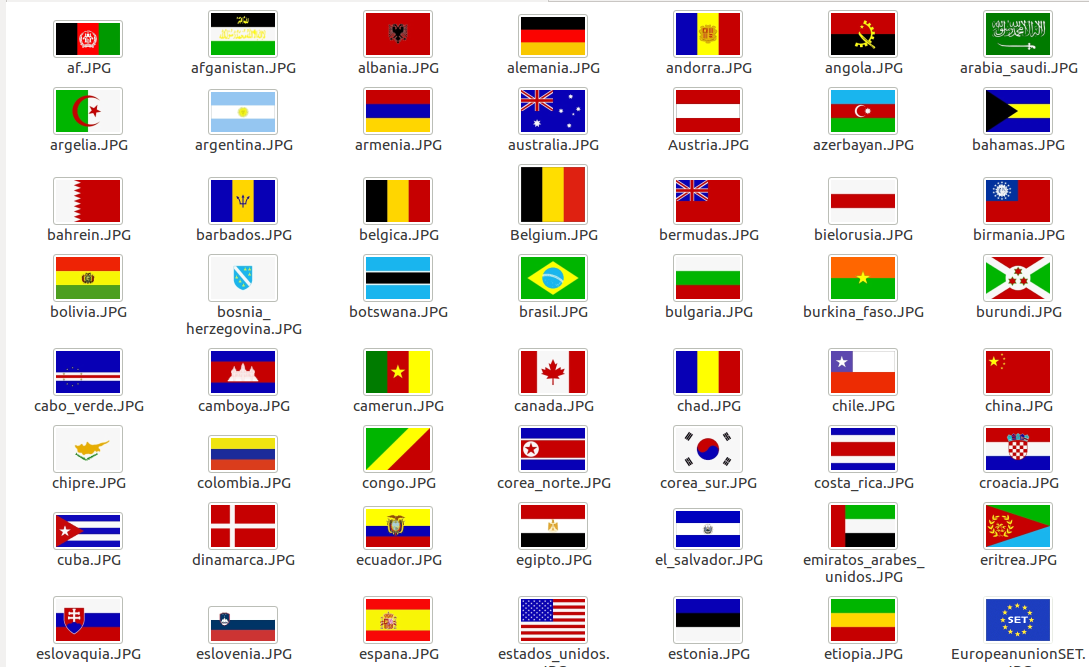 af.JPG
afganistan.JPG
albania.JPG
alemania.JPG
andorra.JPG
angola.JPG
arabia_saudi.JPG
argelia.JPG
argentina.JPG
armenia.JPG
australia.JPG
Austria.JPG
azerbayan.JPG
bahamas.JPG
bahrein.JPG
barbados.JPG
belgica.JPG
Belgium.JPG
bermudas.JPG
bielorusia.JPG
birmania.JPG
bolivia.JPG
bosnia_
herzegovina.JPG
botswana.JPG
brasil.JPG
bulgaria.JPG
burkina_faso.JPG
burundi.JPG
cabo_verde.JPG
camboya.JPG
camerun.JPG
canada.JPG
chad.JPG
chile.JPG
china.JPG
chipre.JPG
colombia.JPG
congo.JPG
corea_norte.JPG
corea_sur.JPG
costa_rica.JPG
croacia.JPG
cuba.JPG
dinamarca.JPG
ecuador.JPG
egipto.JPG
el_salvador.JPG
emiratos_arabes_
unidos.JPG
eritrea.JPG
SET
eslovaquia.JPG
eslovenia.JPG
espana.JPG
estados_unidos.
estonia.JPG
etiopia.JPG
EuropeanunionSET.